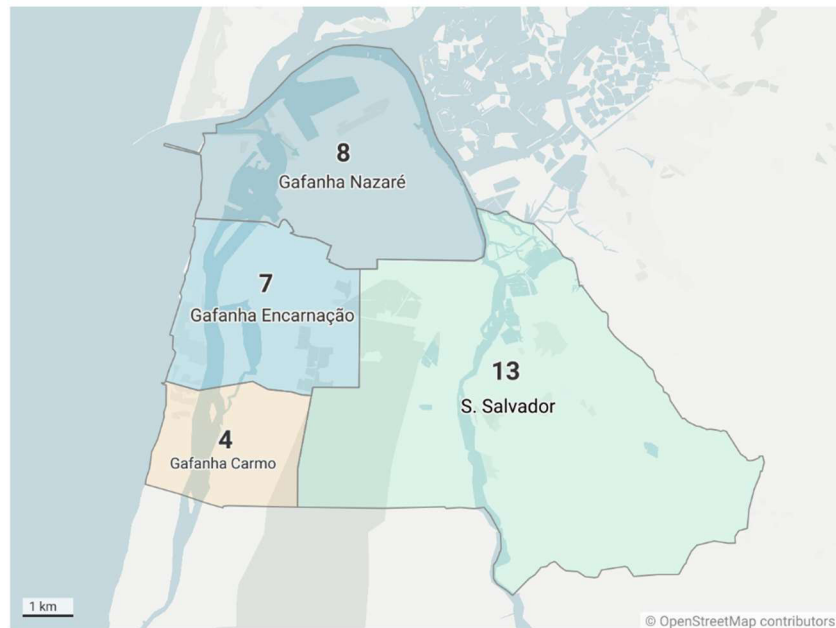 8
Gafanha Nazaré
7
Gafanha Encarnação
13
S. Salvador
4
Gafanha Carmo
1 km
© OpenStreetMap contributors